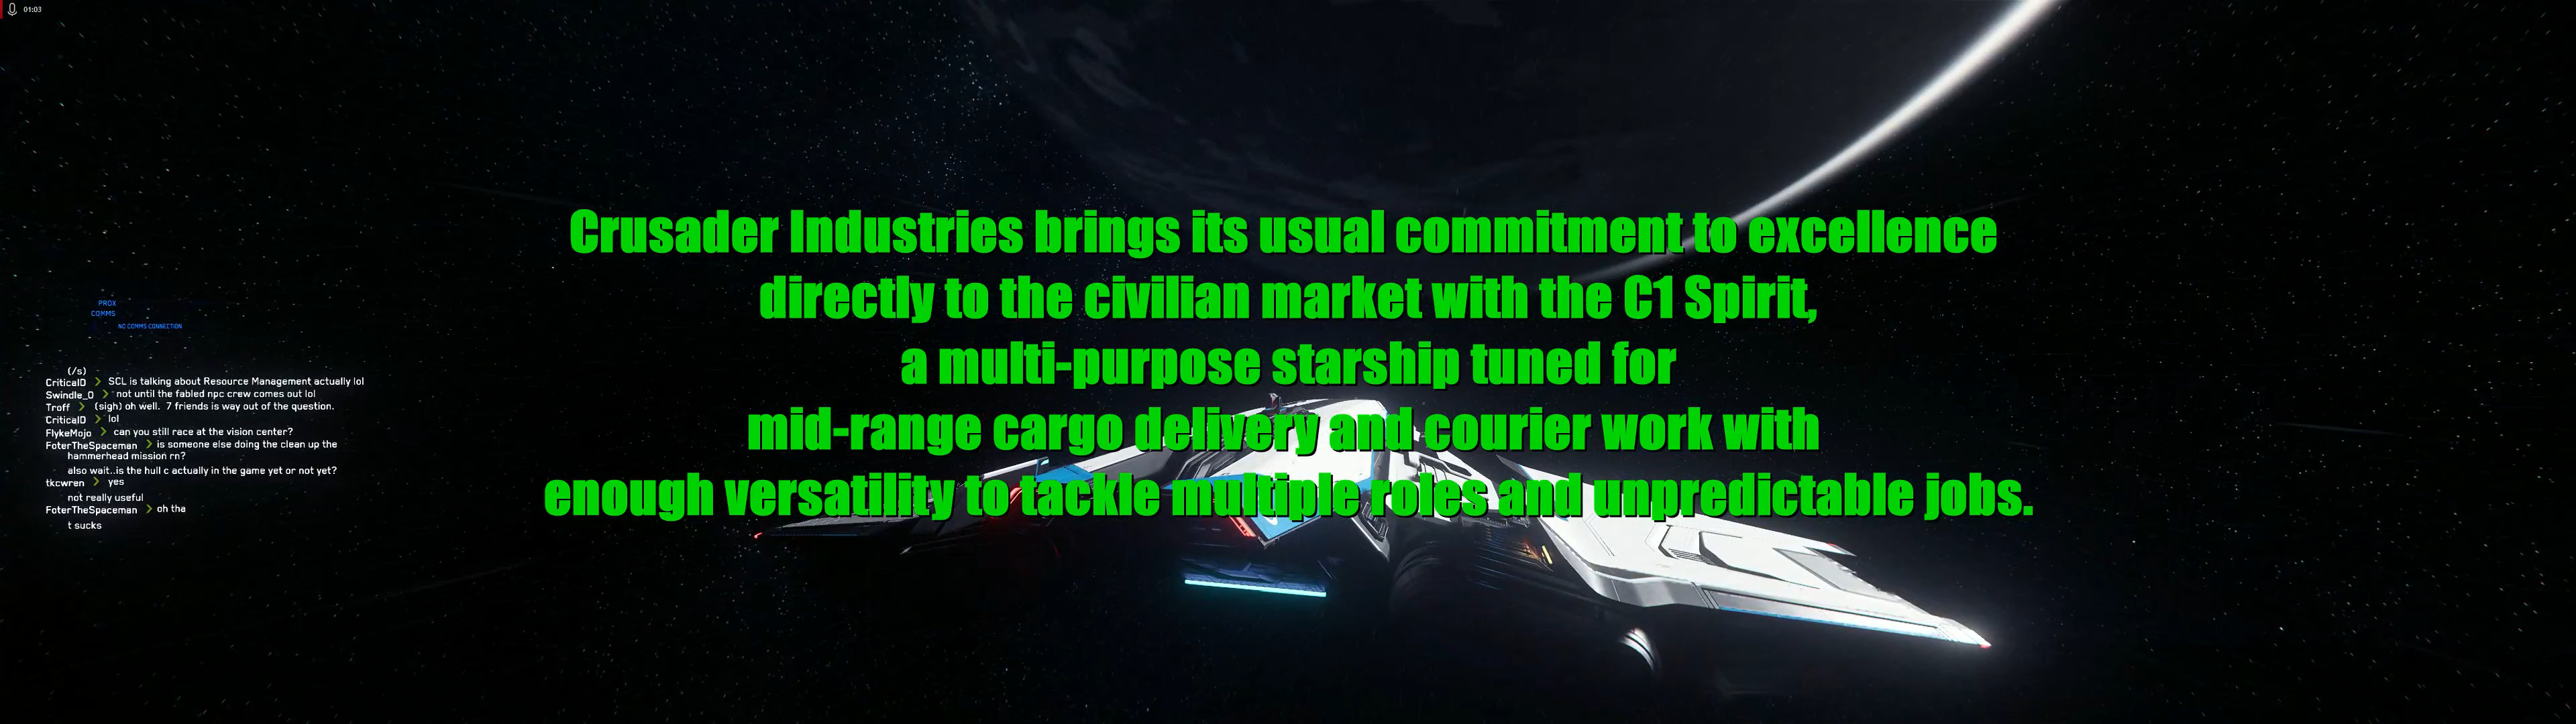 01:03
Crusader Industries brings its usual commitment to excellence
directly to the civilian market with the C1 Spirit,
a multi-purpose starship tuned for
mid-range cargo delivery and courier work with
enough versatility to tackle multiple roles and unpredictable jobs.
PROX
COMMS
NO COMMS CONNECTION
(/s)
CriticalD > SCL is talking about Resource Management actually lol
Swindle_0 > not until the fabled npc crew comes out lol
Troff > (sigh) oh well. 7 friends is way out of the question.
CriticalD > lol
FlykeMojo > can you still race at the vision center?
FoterTheSpaceman > is someone else doing the clean up the
hammerhead mission rn?
also wait..is the hull c actually in the game yet or not yet?
tkcwren > yes
not really useful
FoterTheSpaceman > oh tha
t sucks